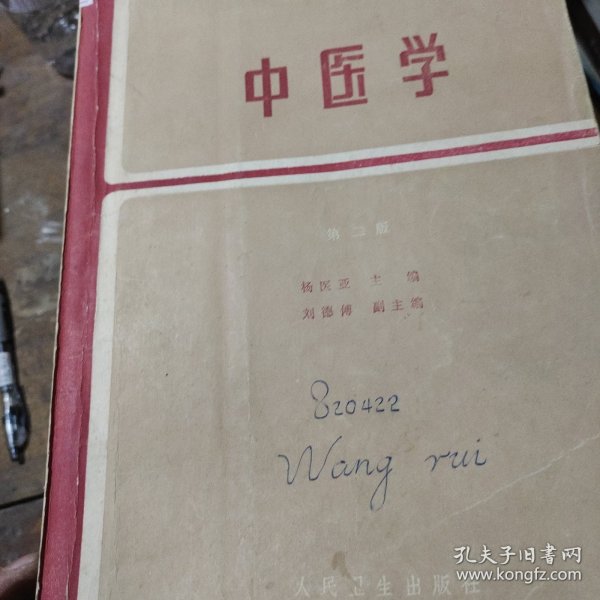 中医学
第二版
杨医亚 主编
刘德傅 副主编
820422
Wang rui
人民卫生出版社
孔夫子旧书网
www.kongfz.com